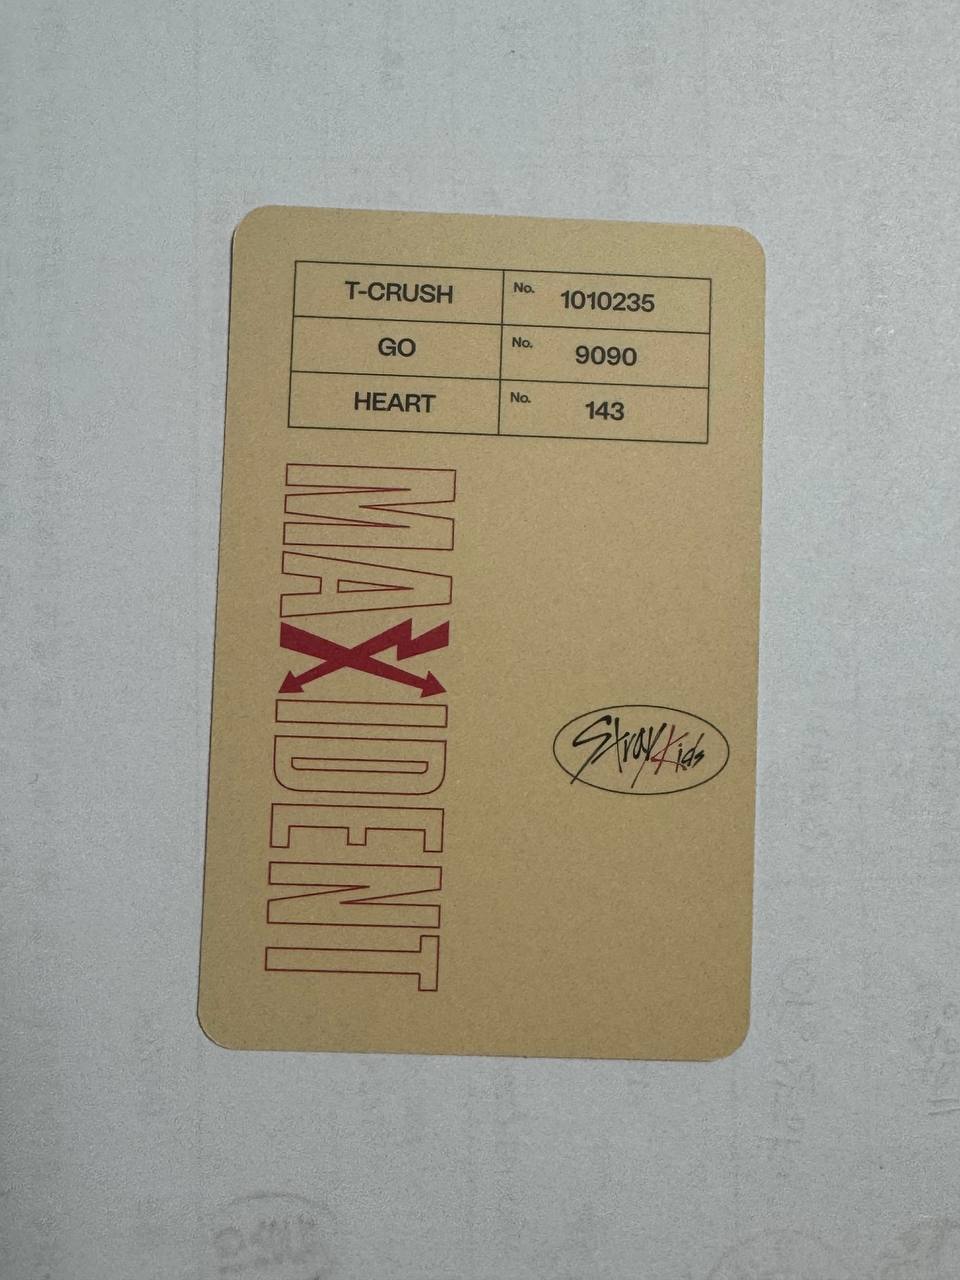 T-CRUSH No. 1010235
GO No. 9090
HEART No. 143
MAXIDENT
Stray Kids